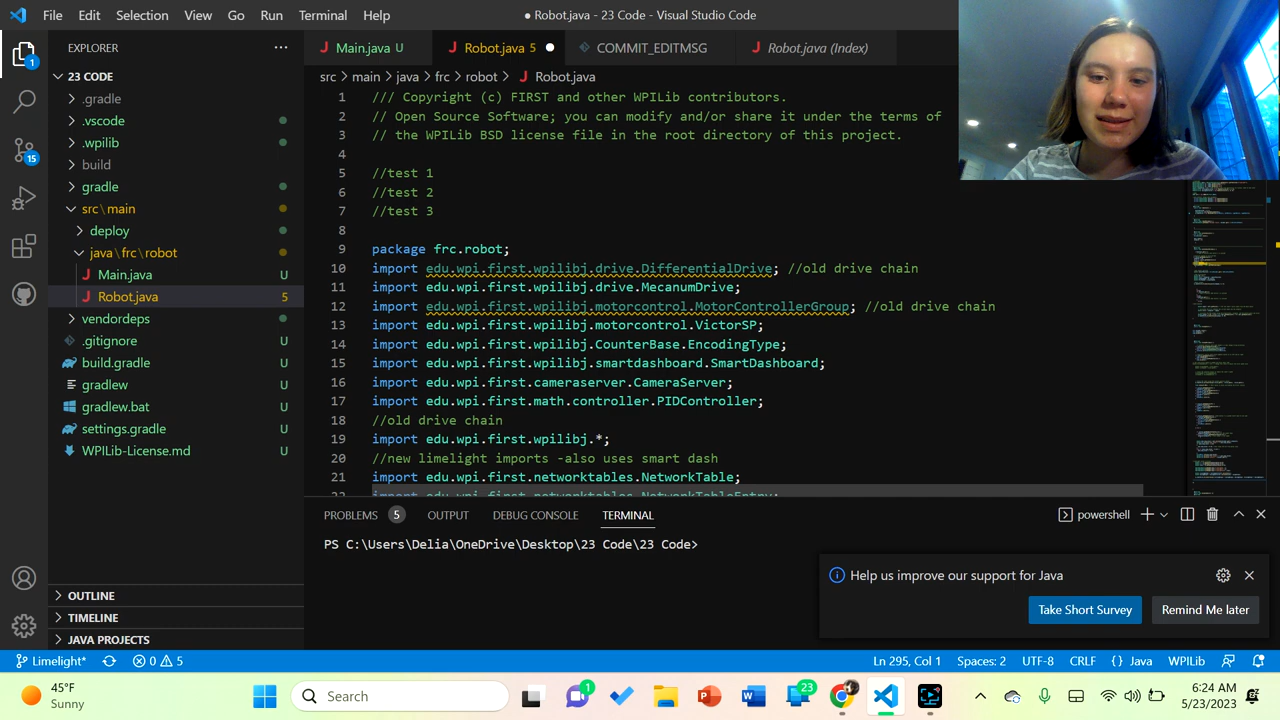 File Edit Selection View Go Run Terminal Help
● Robot.java - 23 Code - Visual Studio Code
EXPLORER
23 CODE
.gradle
.vscode
.wpilib
build
gradle
src\main
deploy
java\frc\robot
Main.java U
Robot.java 5
vendordeps
.gitignore U
build.gradle U
gradlew U
gradlew.bat U
settings.gradle U
WPILib-License.md U
OUTLINE
TIMELINE
JAVA PROJECTS
1
15
Main.java U
Robot.java 5
COMMIT_EDITMSG
Robot.java (Index)
src > main > java > frc > robot > Robot.java
1 /// Copyright (c) FIRST and other WPILib contributors.
2 // Open Source Software; you can modify and/or share it under the terms of
3 // the WPILib BSD license file in the root directory of this project.
4
5 //test 1
6 //test 2
7 //test 3
8
9 package frc.robot;
10 import edu.wpi.first.wpilibj.drive.DifferentialDrive; //old drive chain
11 import edu.wpi.first.wpilibj.drive.MecanumDrive;
12 import edu.wpi.first.wpilibj.motorcontrol.MotorControllerGroup; //old drive chain
13 import edu.wpi.first.wpilibj.motorcontrol.VictorSP;
14 import edu.wpi.first.wpilibj.CounterBase.EncodingType;
15 import edu.wpi.first.wpilibj.smartdashboard.SmartDashboard;
16 import edu.wpi.first.cameraserver.CameraServer;
17 import edu.wpi.first.math.controller.PIDController;
18 //old drive chain
19 import edu.wpi.first.wpilibj.*;
20 //new limelight imports -also uses smart dash
21 import edu.wpi.first.networktables.NetworkTable;
22 import edu.wpi.first.networktables.NetworkTableEntry;
PROBLEMS 5 OUTPUT DEBUG CONSOLE TERMINAL
powershell
PS C:\Users\Delia\OneDrive\Desktop\23 Code\23 Code>
Help us improve our support for Java
Take Short Survey
Remind Me later
Limelight* 0 5
Ln 295, Col 1 Spaces: 2 UTF-8 CRLF {} Java WPILib
45°F
Sunny
Search
1
23
6:24 AM
5/23/2023